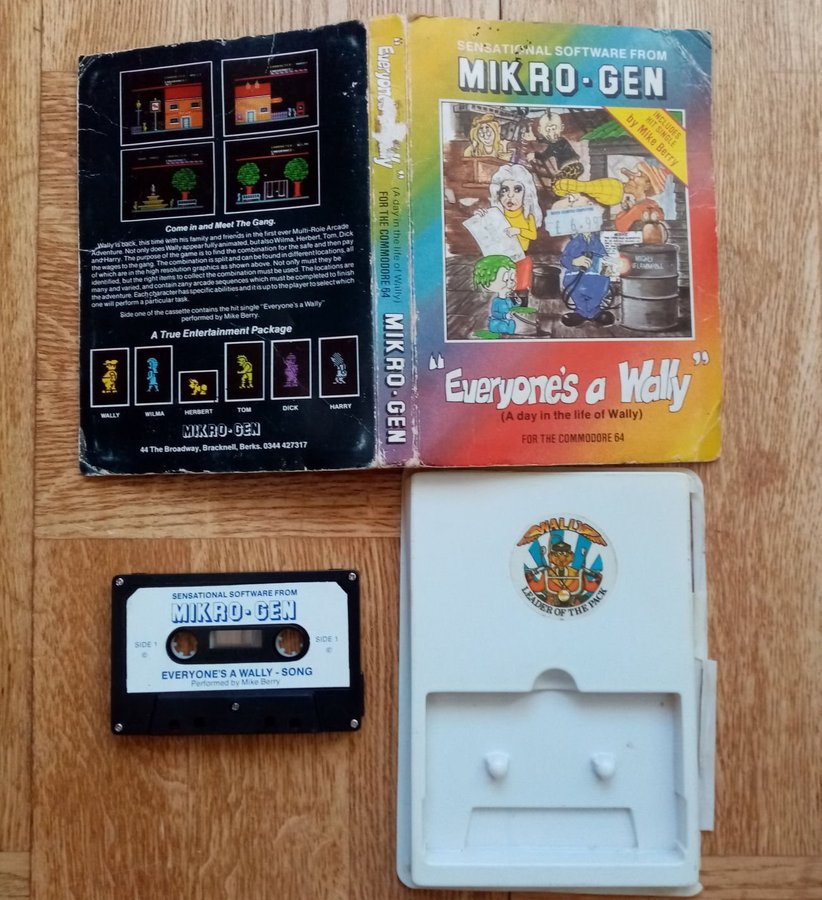 Come in and Meet The Gang.
Wally is back, this time with his family and friends in the first ever Multi-Role Arcade
Adventure. Not only does Wally appear fully animated, but also Wilma, Herbert, Tom, Dick
and Harry. The purpose of the game is to find the combination for the safe and then pay
the wages to the gang. The combination is split and can be found in different locations, all
of which are in the high resolution graphics as shown above. Not only must they be
identified, but the right items to collect the combination must be used. The locations are
many and varied, and contain zany arcade sequences which must be completed to finish
the adventure. Each character has specific abilities and it is up to the player to select which
one will perform a particular task.
Side one of the cassette contains the hit single "Everyone's a Wally"
performed by Mike Berry.
A True Entertainment Package
WALLY
WILMA
HERBERT
TOM
DICK
HARRY
MIKRO-GEN
44 The Broadway, Bracknell, Berks. 0344 427317
"Everyone's a Wally"
(A day in the life of Wally)
FOR THE COMMODORE 64
MIKRO-GEN
SENSATIONAL SOFTWARE FROM
MIKRO-GEN
INCLUDES
HIT SINGLE
by Mike Berry
HIGHLY
FLAMMABLE
"Everyone's a Wally"
(A day in the life of Wally)
FOR THE COMMODORE 64
SENSATIONAL SOFTWARE FROM
MIKRO-GEN
SIDE 1
©
SIDE 1
©
EVERYONE'S A WALLY - SONG
Performed by Mike Berry
WALLY
LEADER OF THE PACK